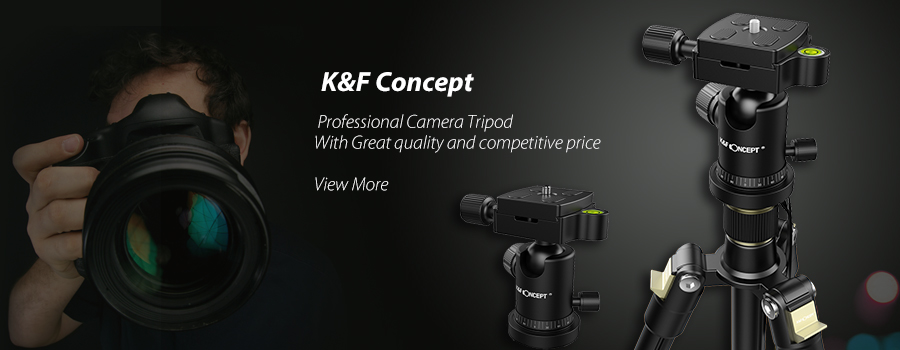 K&F Concept
Professional Camera Tripod
With Great quality and competitive price
View More
K&F CONCEPT®
K&F CONCEPT®